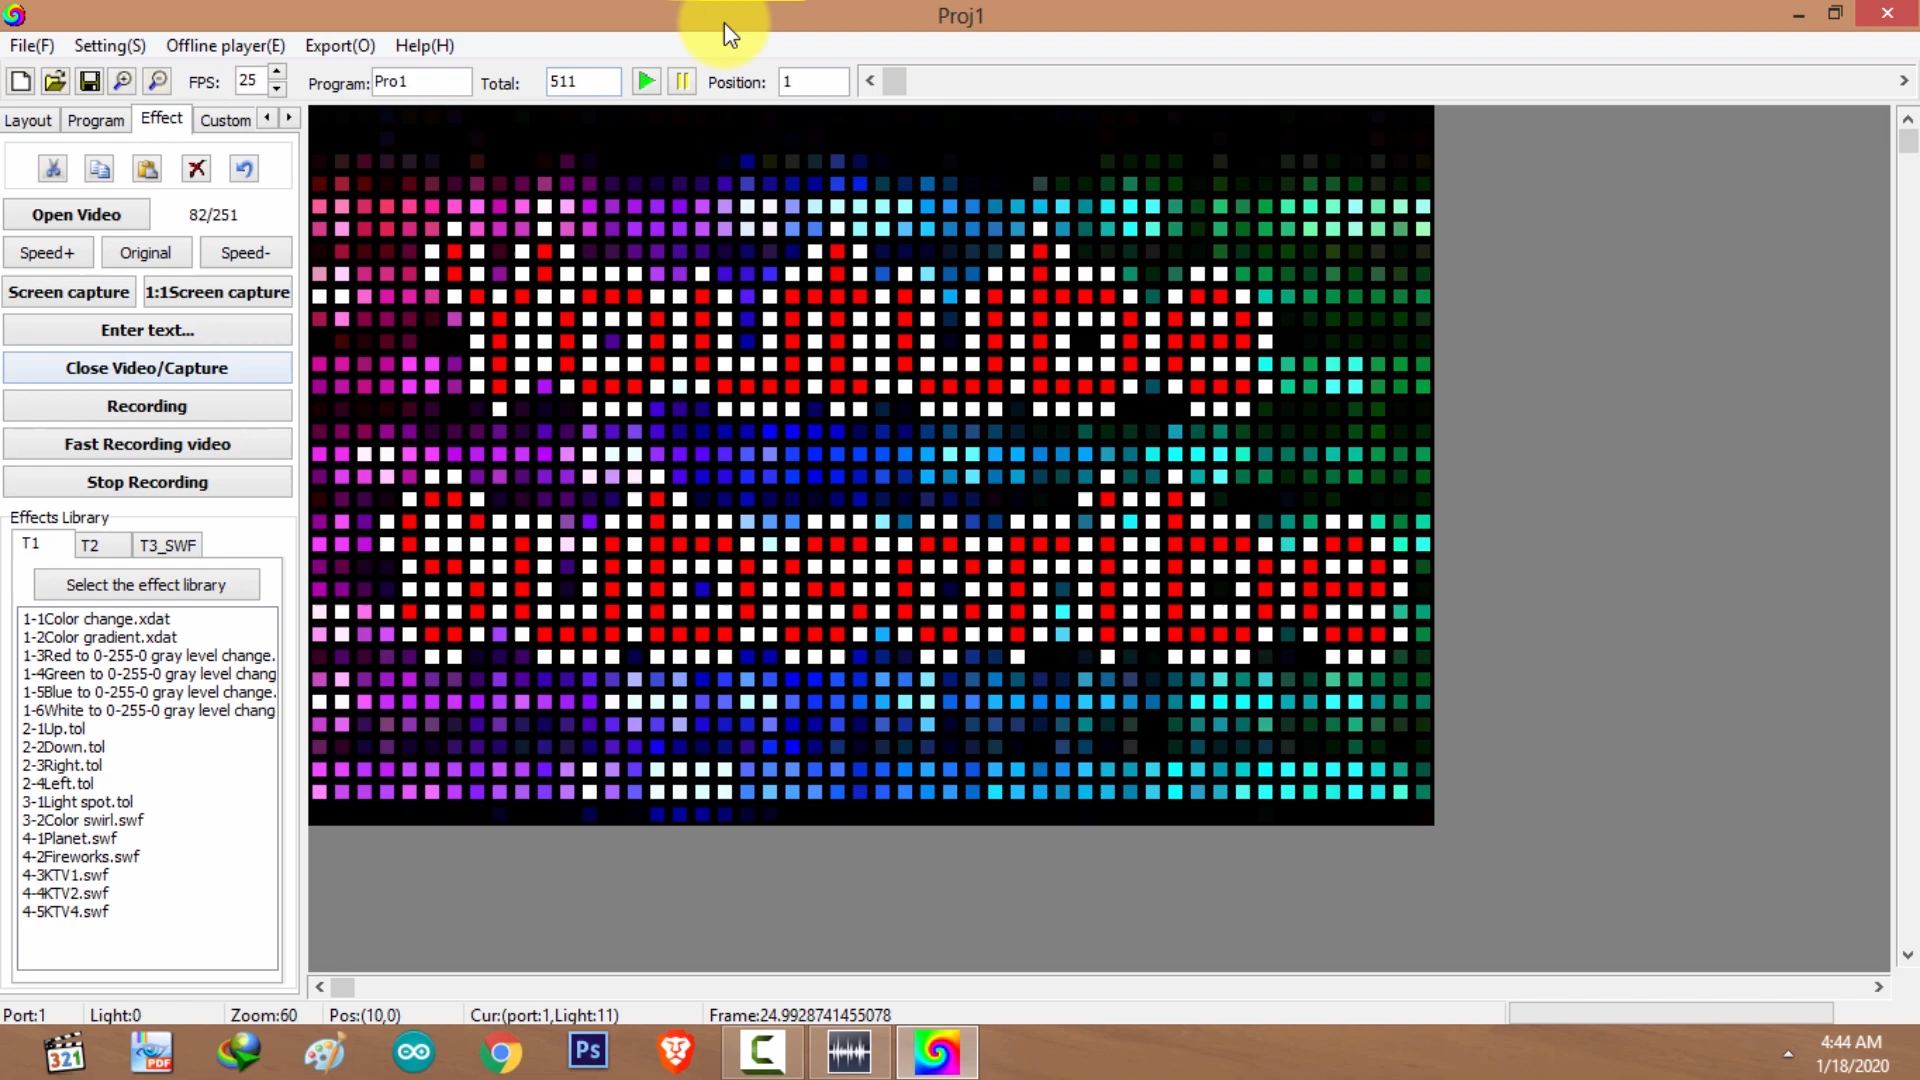 Proj1
File(F) Setting(S) Offline player(E) Export(O) Help(H)
FPS: 25 Program: Pro1 Total: 511 Position: 1
Layout Program Effect Custom
Open Video 82/251
Speed+ Original Speed-
Screen capture 1:1Screen capture
Enter text...
Close Video/Capture
Recording
Fast Recording video
Stop Recording
Effects Library
T1 T2 T3_SWF
Select the effect library
1-1Color change.xdat
1-2Color gradient.xdat
1-3Red to 0-255-0 gray level change.
1-4Green to 0-255-0 gray level chang
1-5Blue to 0-255-0 gray level change.
1-6White to 0-255-0 gray level chang
2-1Up.tol
2-2Down.tol
2-3Right.tol
2-4Left.tol
3-1Light spot.tol
3-2Color swirl.swf
4-1Planet.swf
4-2Fireworks.swf
4-3KTV1.swf
4-4KTV2.swf
4-5KTV4.swf
Port:1 Light:0 Zoom:60 Pos:(10,0) Cur:(port:1,Light:11) Frame:24.9928741455078
321 PDF Ps C
4:44 AM
1/18/2020